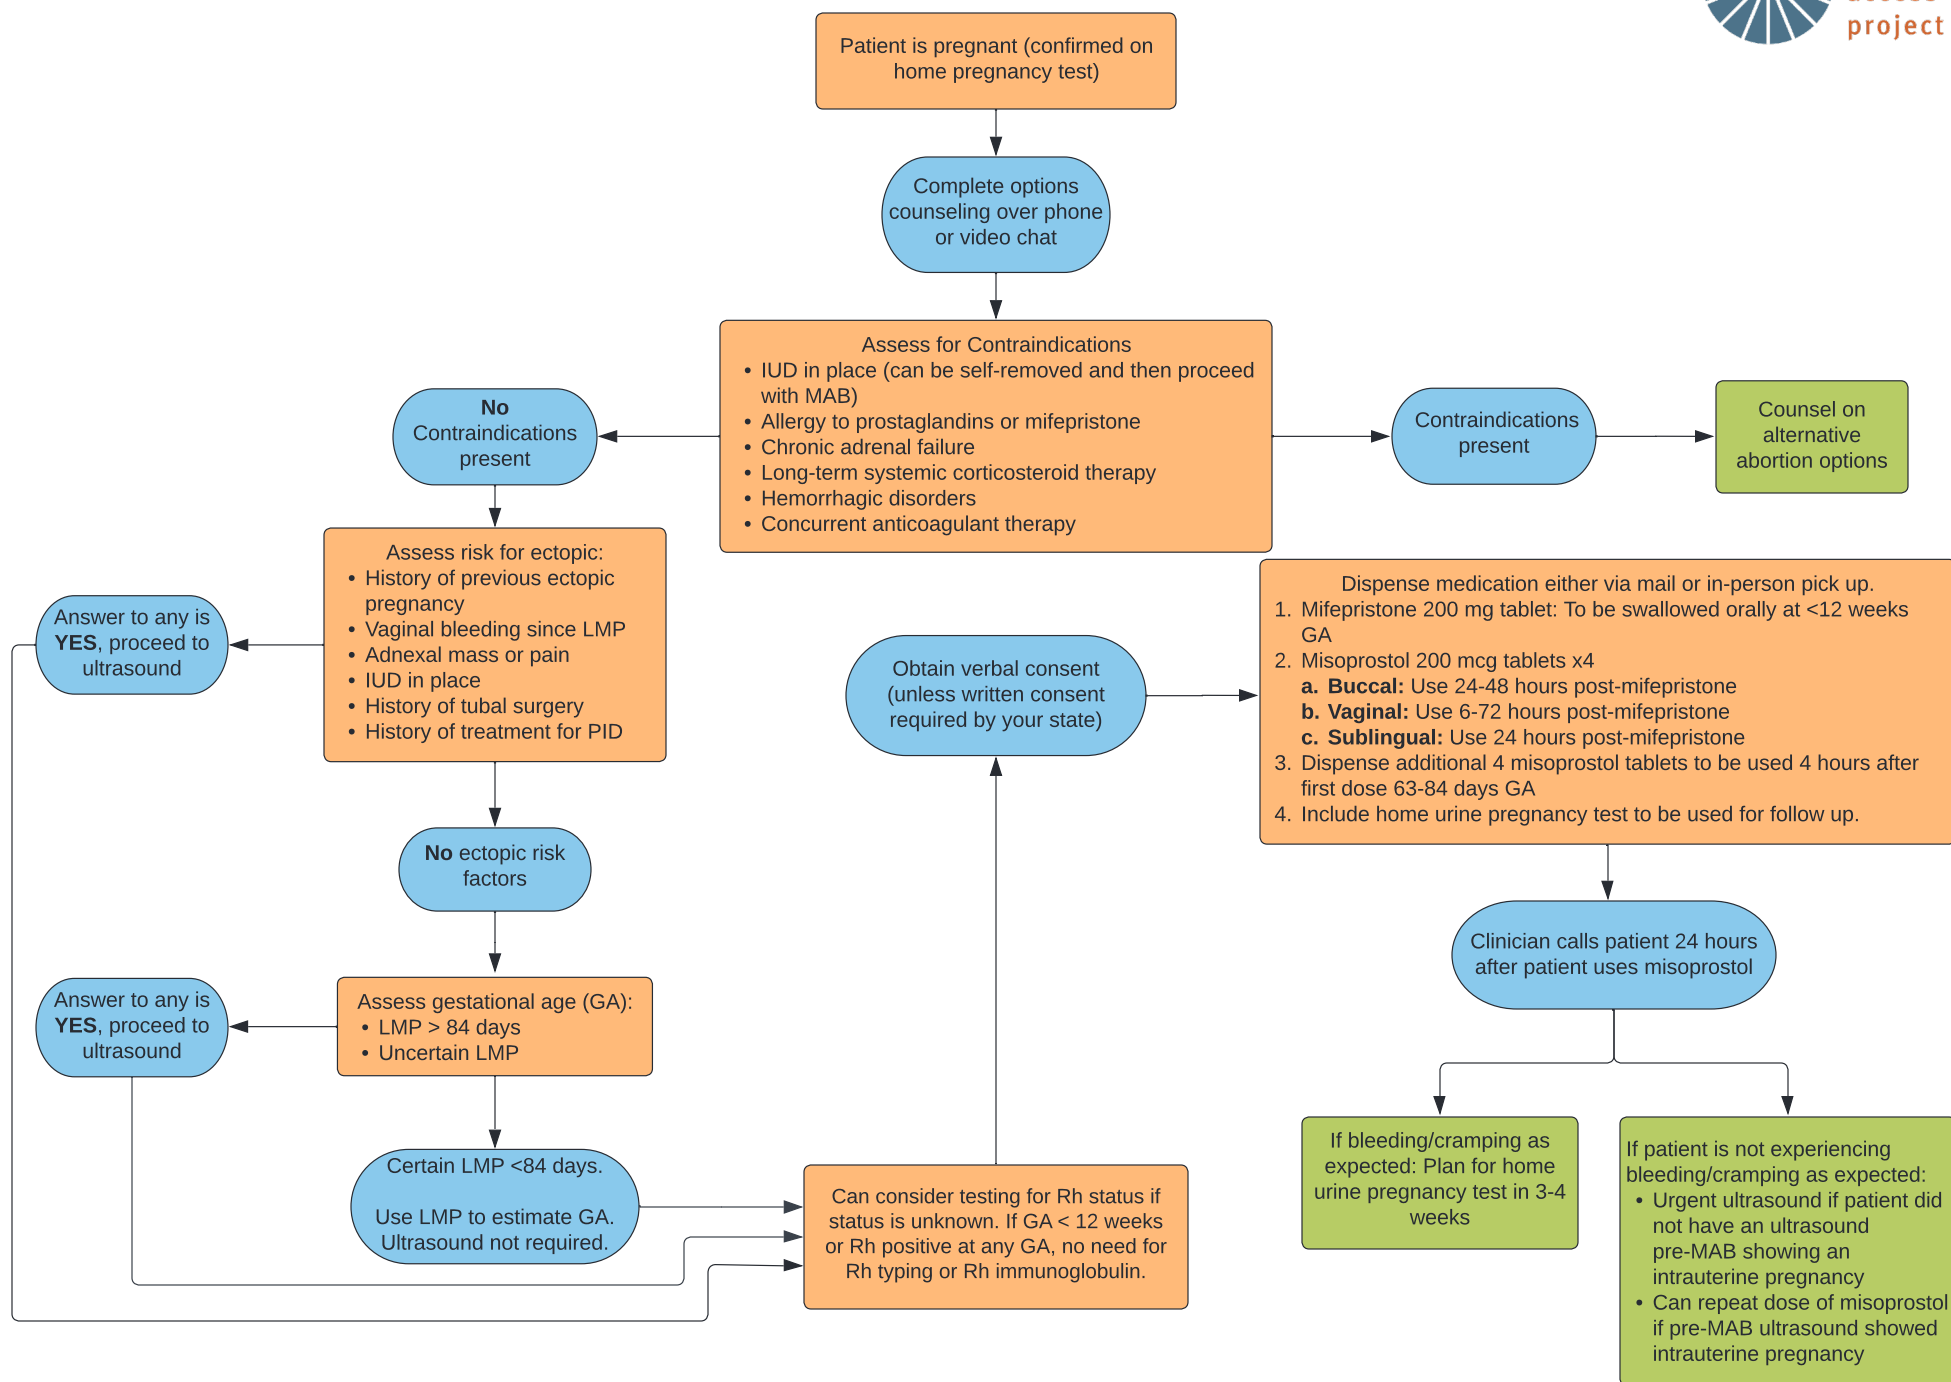 project
Patient is pregnant (confirmed on
home pregnancy test)
Complete options
counseling over phone
or video chat
Assess for Contraindications
• IUD in place (can be self-removed and then proceed
with MAB)
• Allergy to prostaglandins or mifepristone
• Chronic adrenal failure
• Long-term systemic corticosteroid therapy
• Hemorrhagic disorders
• Concurrent anticoagulant therapy
No
Contraindications
present
Contraindications
present
Counsel on
alternative
abortion options
Assess risk for ectopic:
• History of previous ectopic
pregnancy
• Vaginal bleeding since LMP
• Adnexal mass or pain
• IUD in place
• History of tubal surgery
• History of treatment for PID
Answer to any is
YES, proceed to
ultrasound
No ectopic risk
factors
Assess gestational age (GA):
• LMP > 84 days
• Uncertain LMP
Answer to any is
YES, proceed to
ultrasound
Certain LMP <84 days.
Use LMP to estimate GA.
Ultrasound not required.
Can consider testing for Rh status if
status is unknown. If GA < 12 weeks
or Rh positive at any GA, no need for
Rh typing or Rh immunoglobulin.
Obtain verbal consent
(unless written consent
required by your state)
Dispense medication either via mail or in-person pick up.
1. Mifepristone 200 mg tablet: To be swallowed orally at <12 weeks
GA
2. Misoprostol 200 mcg tablets x4
a. Buccal: Use 24-48 hours post-mifepristone
b. Vaginal: Use 6-72 hours post-mifepristone
c. Sublingual: Use 24 hours post-mifepristone
3. Dispense additional 4 misoprostol tablets to be used 4 hours after
first dose 63-84 days GA
4. Include home urine pregnancy test to be used for follow up.
Clinician calls patient 24 hours
after patient uses misoprostol
If bleeding/cramping as
expected: Plan for home
urine pregnancy test in 3-4
weeks
If patient is not experiencing
bleeding/cramping as expected:
• Urgent ultrasound if patient did
not have an ultrasound
pre-MAB showing an
intrauterine pregnancy
• Can repeat dose of misoprostol
if pre-MAB ultrasound showed
intrauterine pregnancy